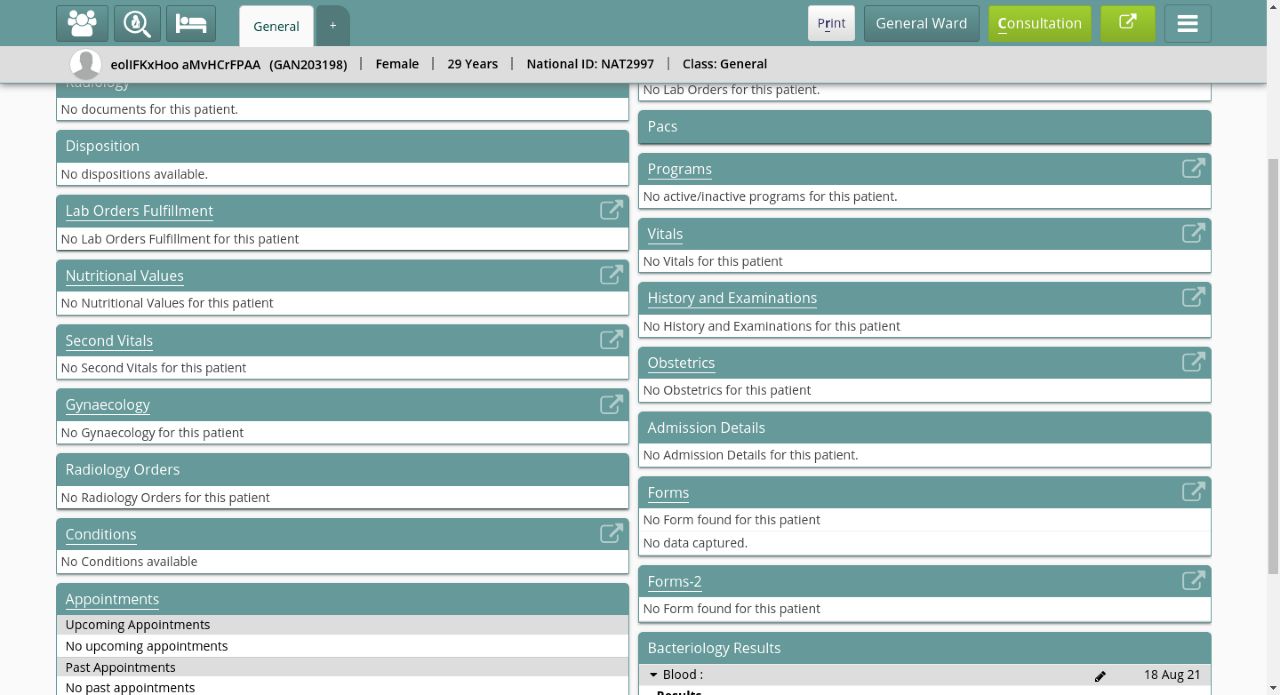 General
+
Print
General Ward
Consultation
eolIFKxHoo aMvHCrFPAA (GAN203198) | Female | 29 Years | National ID: NAT2997 | Class: General
Radiology
No documents for this patient.
Disposition
No dispositions available.
Lab Orders Fulfillment
No Lab Orders Fulfillment for this patient
Nutritional Values
No Nutritional Values for this patient
Second Vitals
No Second Vitals for this patient
Gynaecology
No Gynaecology for this patient
Radiology Orders
No Radiology Orders for this patient
Conditions
No Conditions available
Appointments
Upcoming Appointments
No upcoming appointments
Past Appointments
No past appointments
No Lab Orders for this patient.
Pacs
Programs
No active/inactive programs for this patient.
Vitals
No Vitals for this patient
History and Examinations
No History and Examinations for this patient
Obstetrics
No Obstetrics for this patient
Admission Details
No Admission Details for this patient.
Forms
No Form found for this patient
No data captured.
Forms-2
No Form found for this patient
Bacteriology Results
Blood : 18 Aug 21
Results